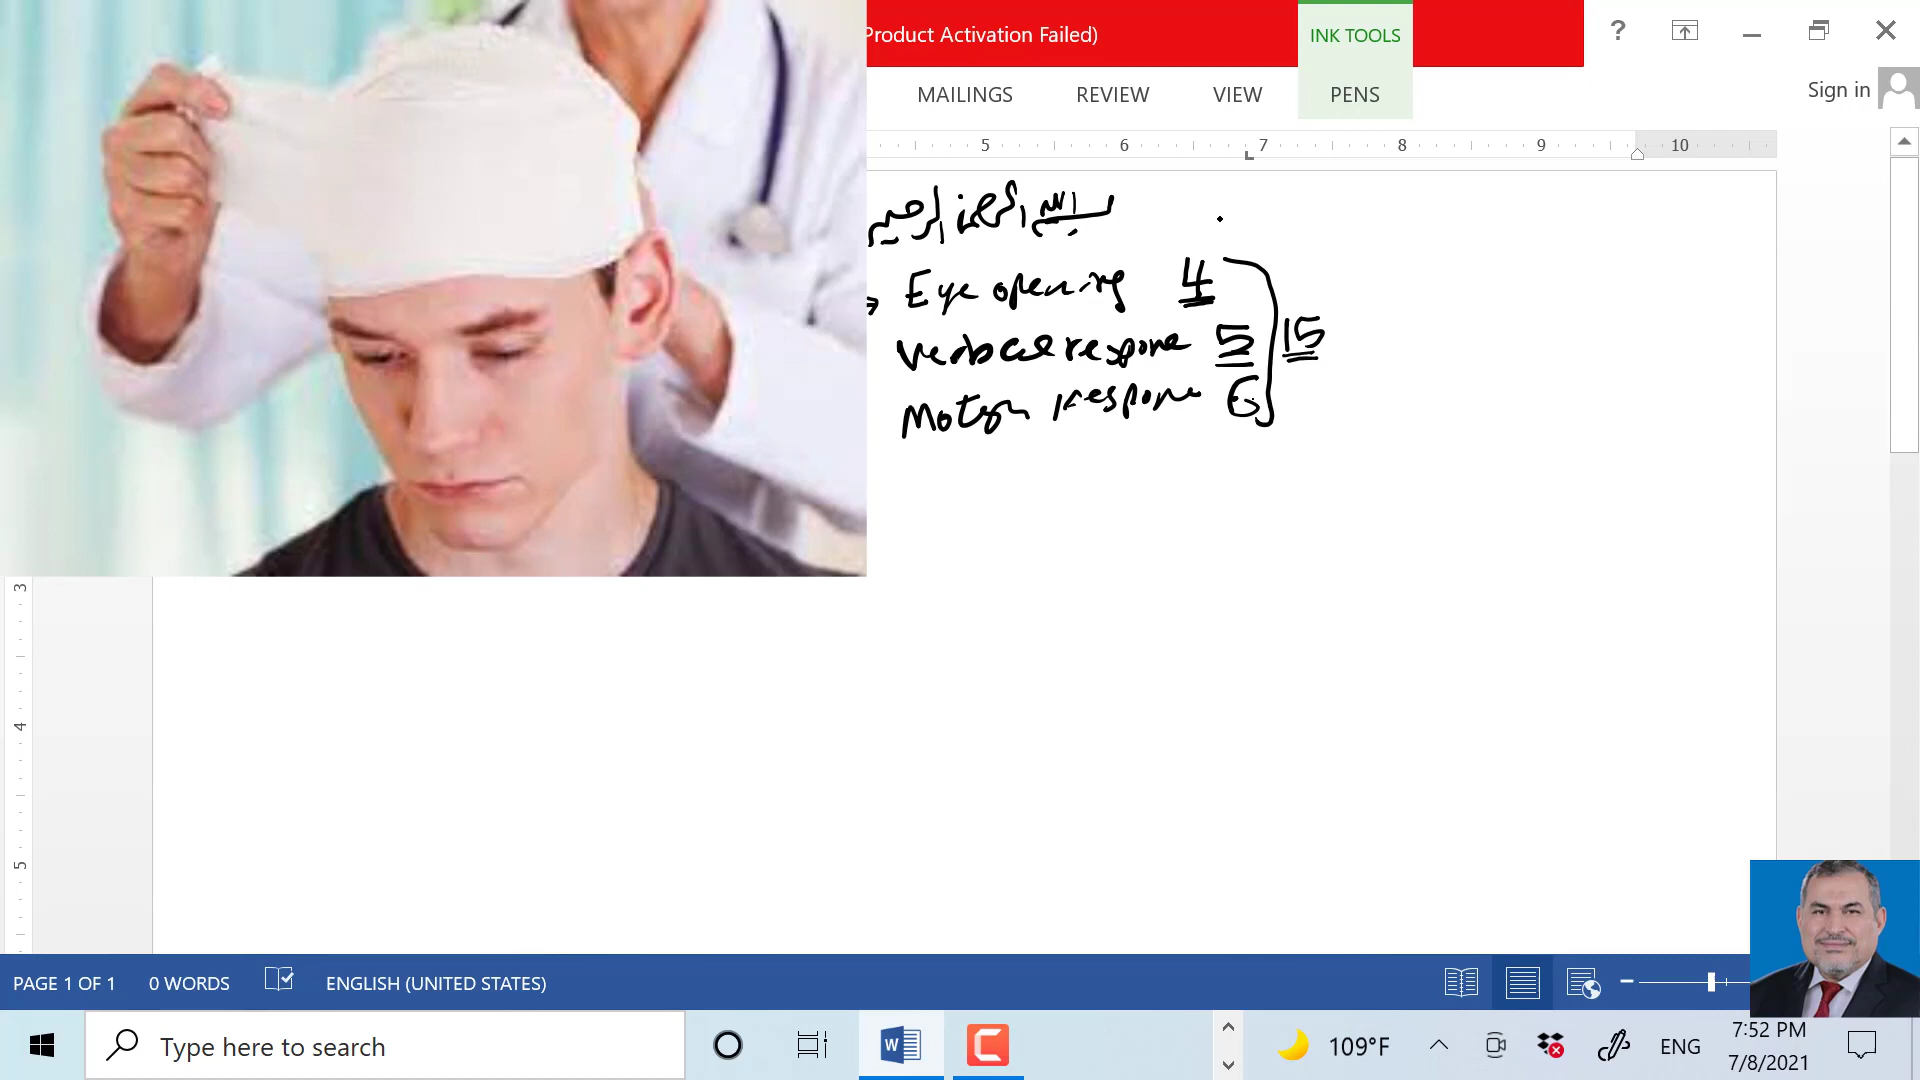 Product Activation Failed)
INK TOOLS
?
MAILINGS
REVIEW
VIEW
PENS
Sign in
5 6 7 8 9 10
بسم الله الرحمن الرحيم
→ Eye opening 4
Verbal response 5
15
Motor response 6
3
4
5
PAGE 1 OF 1
0 WORDS
ENGLISH (UNITED STATES)
Type here to search
W
C
109°F
ENG
7:52 PM
7/8/2021